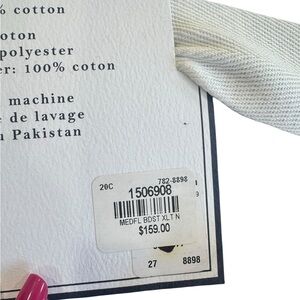 % cotton
oton
polyester
er: 100% coton
machine
de lavage
u Pakistan
20C 782-8898
1506908
MEDFL BDST XLT N
$159.00
27 8898